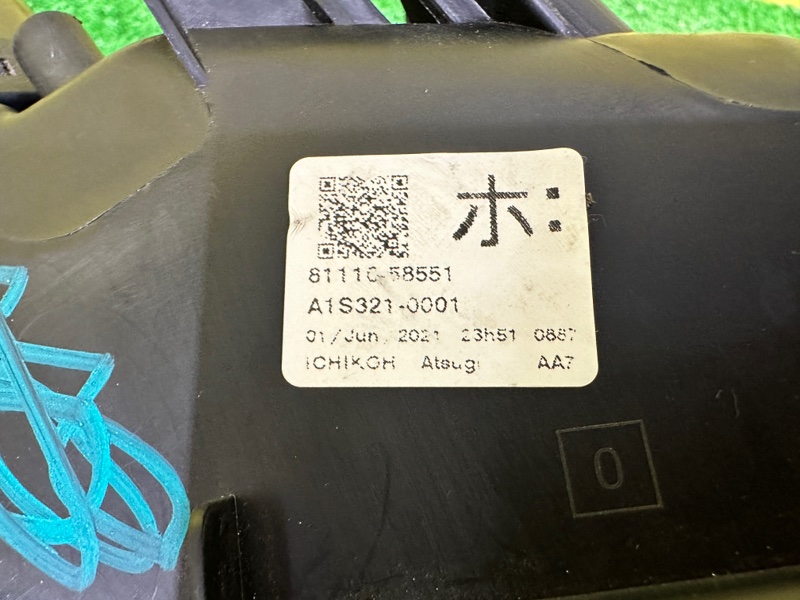 ホ:
81110-58551
A1S321-0001
01/Jun, 2021 23h51 0887
ICHIKOH Atsugi AA7
0